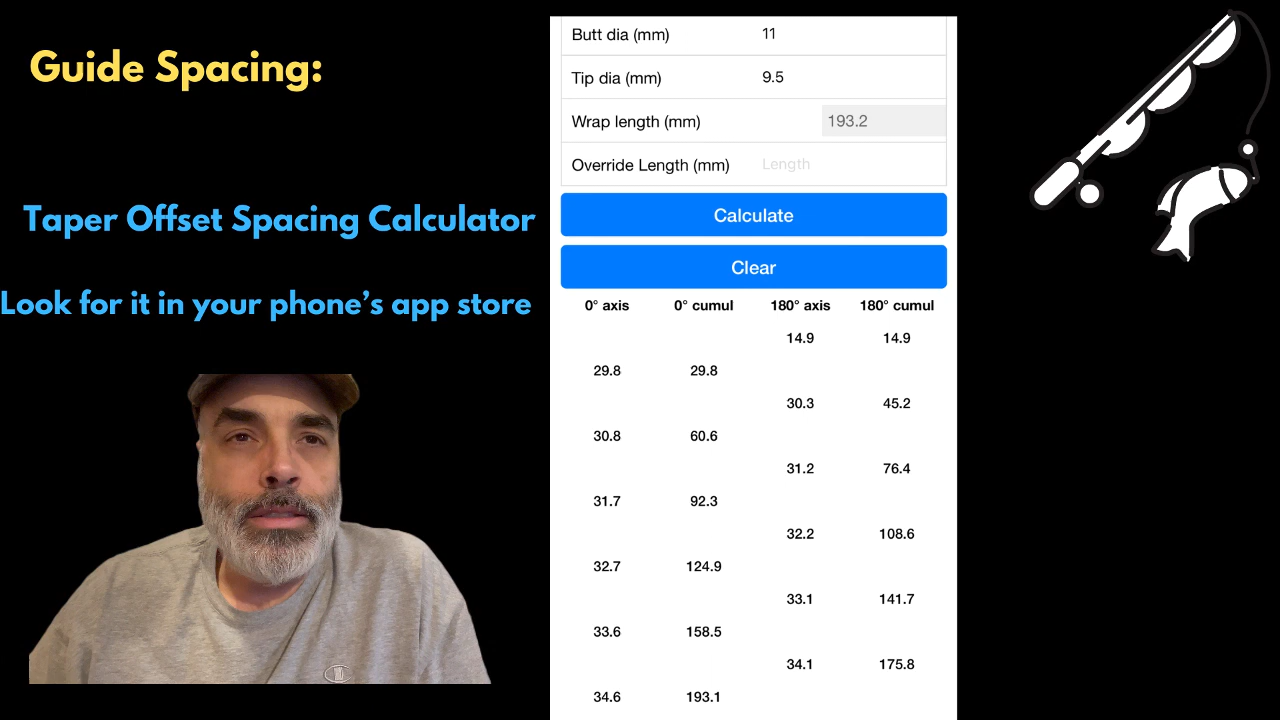 Guide Spacing:
Taper Offset Spacing Calculator
Look for it in your phone's app store
Butt dia (mm) 11
Tip dia (mm) 9.5
Wrap length (mm) 193.2
Override Length (mm) Length
Calculate
Clear
0° axis 0° cumul 180° axis 180° cumul
14.9 14.9
29.8 29.8
30.3 45.2
30.8 60.6
31.2 76.4
31.7 92.3
32.2 108.6
32.7 124.9
33.1 141.7
33.6 158.5
34.1 175.8
34.6 193.1